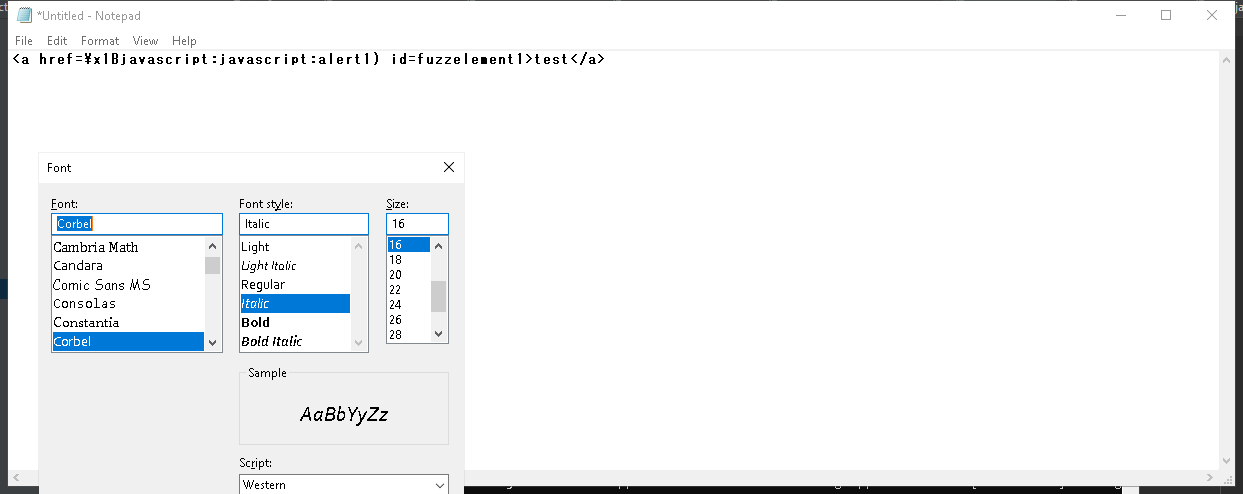 *Untitled - Notepad
File Edit Format View Help
<a href=¥x1Bjavascript:javascript:alert1) id=fuzzelement1>test</a>
Font
Font: Font style: Size:
Corbel Italic 16
Cambria Math Light 16
Candara Light Italic 18
Comic Sans MS Regular 20
Consolas Italic 22
Constantia Bold 24
Corbel Bold Italic 26
28
Sample
AaBbYyZz
Script:
Western